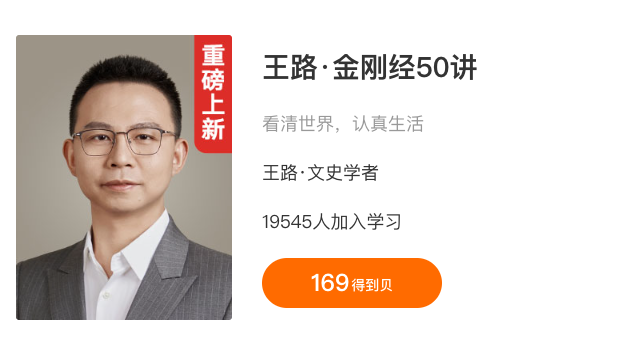 重磅上新
王路·金刚经50讲
看清世界，认真生活
王路·文史学者
19545人加入学习
169得到贝